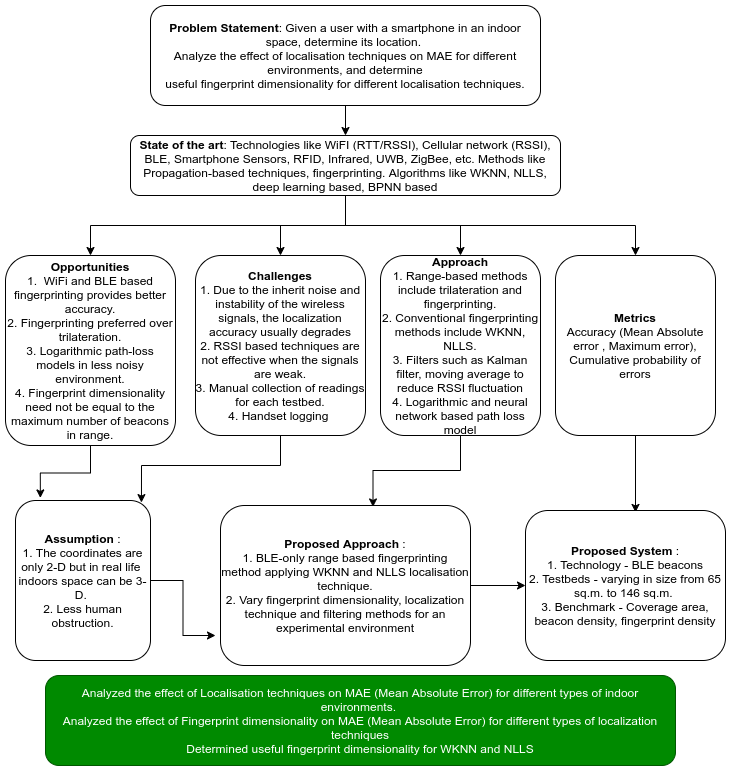 Problem Statement: Given a user with a smartphone in an indoor
space, determine its location.
Analyze the effect of localisation techniques on MAE for different
environments, and determine
useful fingerprint dimensionality for different localisation techniques.
State of the art: Technologies like WiFI (RTT/RSSI), Cellular network (RSSI),
BLE, Smartphone Sensors, RFID, Infrared, UWB, ZigBee, etc. Methods like
Propagation-based techniques, fingerprinting. Algorithms like WKNN, NLLS,
deep learning based, BPNN based
Opportunities
1. WiFi and BLE based
fingerprinting provides better
accuracy.
2. Fingerprinting preferred over
trilateration.
3. Logarithmic path-loss
models in less noisy
environment.
4. Fingerprint dimensionality
need not be equal to the
maximum number of beacons
in range.
Challenges
1. Due to the inherit noise and
instability of the wireless
signals, the localization
accuracy usually degrades
2. RSSI based techniques are
not effective when the signals
are weak.
3. Manual collection of readings
for each testbed.
4. Handset logging
Approach
1. Range-based methods
include trilateration and
fingerprinting.
2. Conventional fingerprinting
methods include WKNN,
NLLS.
3. Filters such as Kalman
filter, moving average to
reduce RSSI fluctuation
4. Logarithmic and neural
network based path loss
model
Metrics
Accuracy (Mean Absolute
error , Maximum error),
Cumulative probability of
errors
Assumption :
1. The coordinates are
only 2-D but in real life
indoors space can be 3-
D.
2. Less human
obstruction.
Proposed Approach :
1. BLE-only range based fingerprinting
method applying WKNN and NLLS localisation
technique.
2. Vary fingerprint dimensionality, localization
technique and filtering methods for an
experimental environment
Proposed System :
1. Technology - BLE beacons
2. Testbeds - varying in size from 65
sq.m. to 146 sq.m.
3. Benchmark - Coverage area,
beacon density, fingerprint density
Analyzed the effect of Localisation techniques on MAE (Mean Absolute Error) for different types of indoor
environments.
Analyzed the effect of Fingerprint dimensionality on MAE (Mean Absolute Error) for different types of localization
techniques
Determined useful fingerprint dimensionality for WKNN and NLLS